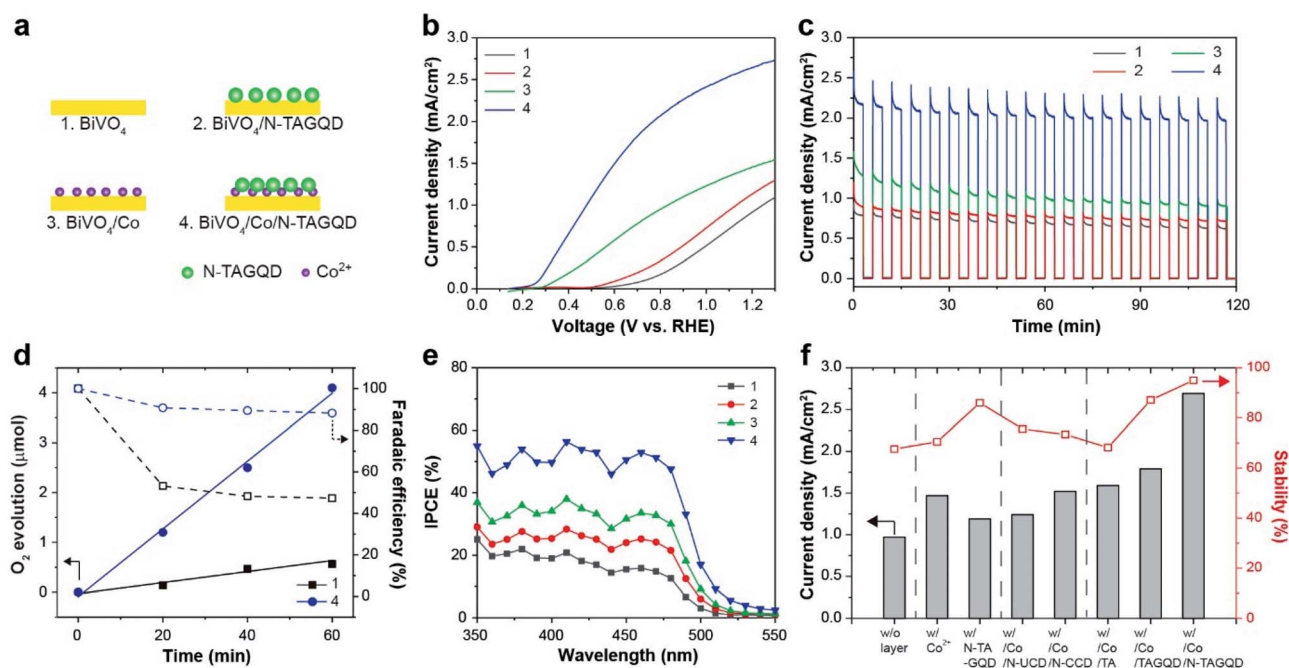 a
1. BiVO₄
2. BiVO₄/N-TAGQD
3. BiVO₄/Co
4. BiVO₄/Co/N-TAGQD
N-TAGQD
Co²⁺
b
Current density (mA/cm²)
3.0
2.5
2.0
1.5
1.0
0.5
0.0
1
2
3
4
0.0 0.2 0.4 0.6 0.8 1.0 1.2
Voltage (V vs. RHE)
c
Current density (mA/cm²)
3.0
2.5
2.0
1.5
1.0
0.5
0.0
1 3
2 4
0 30 60 90 120
Time (min)
d
O₂ evolution (μmol)
4
3
2
1
0
1
4
100
80
60
40
20
0
Faradaic efficiency (%)
0 20 40 60
Time (min)
e
IPCE (%)
80
60
40
20
0
1
2
3
4
350 400 450 500 550
Wavelength (nm)
f
Current density (mA/cm²)
3.0
2.5
2.0
1.5
1.0
0.5
0.0
100
80
60
40
20
0
Stability (%)
w/o
layer
w/
Co²⁺
w/
N-TA
-GQD
w/
/Co
/N-UCD
w/
/Co
/N-CCD
w/
/Co
/TA
w/
/Co
/TAGQD
w/
/Co
/N-TAGQD